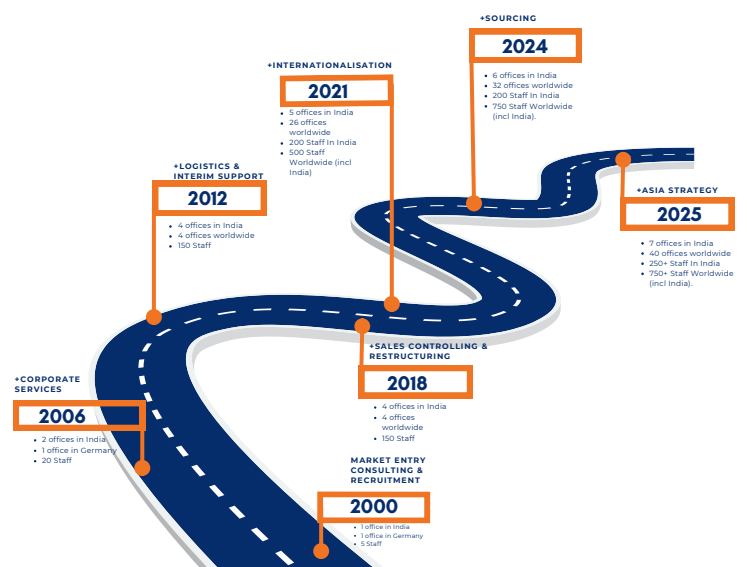 MARKET ENTRY
CONSULTING &
RECRUITMENT
2000
• 1 office in India
• 1 office in Germany
• 5 Staff
+CORPORATE
SERVICES
2006
• 2 offices in India
• 1 office in Germany
• 20 Staff
+LOGISTICS &
INTERIM SUPPORT
2012
• 4 offices in India
• 4 offices worldwide
• 150 Staff
+SALES CONTROLLING &
RESTRUCTURING
2018
• 4 offices in India
• 4 offices
worldwide
• 150 Staff
+INTERNATIONALISATION
2021
• 5 offices in India
• 26 offices
worldwide
• 200 Staff In India
• 500 Staff
Worldwide (incl
India)
+SOURCING
2024
• 6 offices in India
• 32 offices worldwide
• 200 Staff In India
• 750 Staff Worldwide
(incl India).
+ASIA STRATEGY
2025
• 7 offices in India
• 40 offices worldwide
• 250+ Staff In India
• 750+ Staff Worldwide
(incl India).